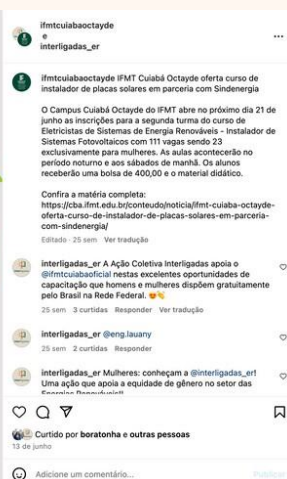 ifmtcuiabaoctayde
e
interligadas_er
ifmtcuiabaoctayde IFMT Cuiabá Octayde oferta curso de
instalador de placas solares em parceria com Sindenergia
O Campus Cuiabá Octayde do IFMT abre no próximo dia 21 de
junho as inscrições para a segunda turma do curso de
Eletricistas de Sistemas de Energia Renováveis - Instalador de
Sistemas Fotovoltaicos com 111 vagas sendo 23
exclusivamente para mulheres. As aulas acontecerão no
período noturno e aos sábados de manhã. Os alunos
receberão uma bolsa de 400,00 e o material didático.
Confira a matéria completa:
https://cba.ifmt.edu.br/conteudo/noticia/ifmt-cuiaba-octayde-
oferta-curso-de-instalador-de-placas-solares-em-parceria-
com-sindenergia/
Editado · 25 sem Ver tradução
interligadas_er A Ação Coletiva Interligadas apoia o
@ifmtcuiabaoficial nestas excelentes oportunidades de
capacitação que homens e mulheres dispõem gratuitamente
pelo Brasil na Rede Federal. 😍👏
25 sem 3 curtidas Responder Ver tradução
interligadas_er @eng.lauany
25 sem 2 curtidas Responder
interligadas_er Mulheres: conheçam a @interligadas_er!
Uma ação que apoia a equidade de gênero no setor das
Energias Renováveis!!
Curtido por boratonha e outras pessoas
13 de junho
Adicione um comentário... Publicar